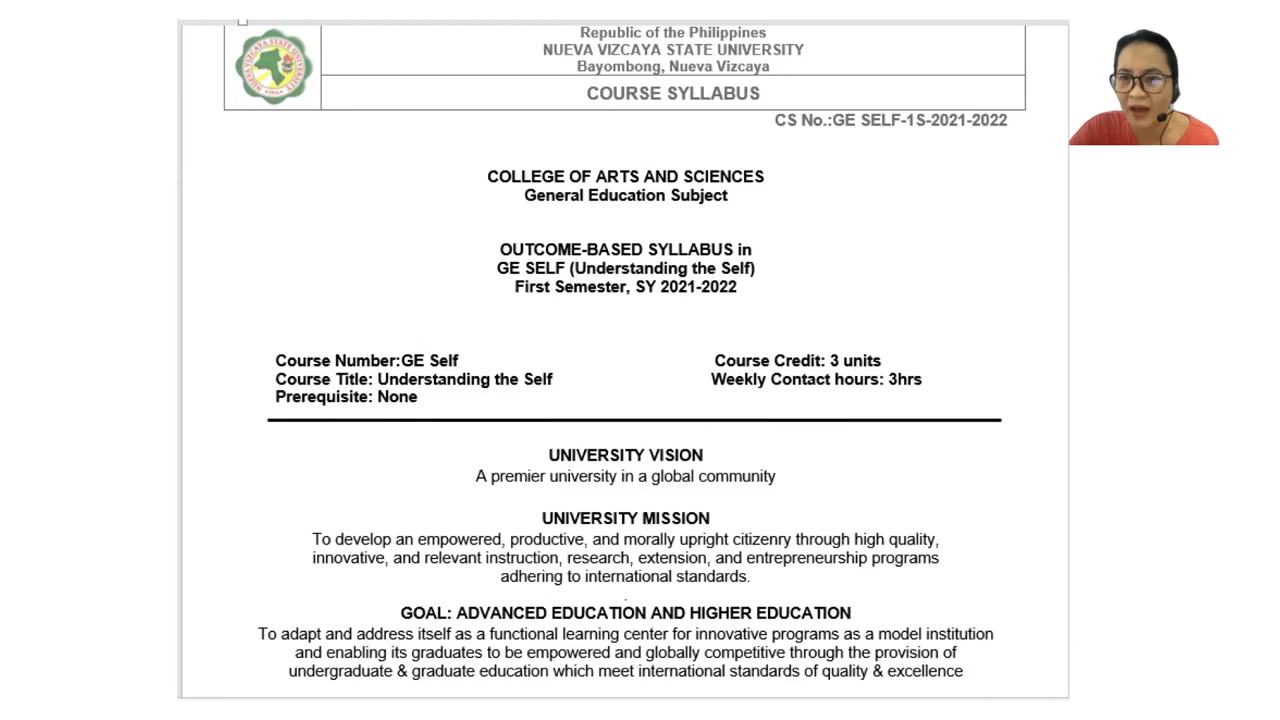 Republic of the Philippines
NUEVA VIZCAYA STATE UNIVERSITY
Bayombong, Nueva Vizcaya
COURSE SYLLABUS
CS No.:GE SELF-1S-2021-2022
COLLEGE OF ARTS AND SCIENCES
General Education Subject
OUTCOME-BASED SYLLABUS in
GE SELF (Understanding the Self)
First Semester, SY 2021-2022
Course Number:GE Self
Course Credit: 3 units
Course Title: Understanding the Self
Weekly Contact hours: 3hrs
Prerequisite: None
UNIVERSITY VISION
A premier university in a global community
UNIVERSITY MISSION
To develop an empowered, productive, and morally upright citizenry through high quality,
innovative, and relevant instruction, research, extension, and entrepreneurship programs
adhering to international standards.
.
GOAL: ADVANCED EDUCATION AND HIGHER EDUCATION
To adapt and address itself as a functional learning center for innovative programs as a model institution
and enabling its graduates to be empowered and globally competitive through the provision of
undergraduate & graduate education which meet international standards of quality & excellence
NUEVA VIZCAYA STATE UNIVERSITY